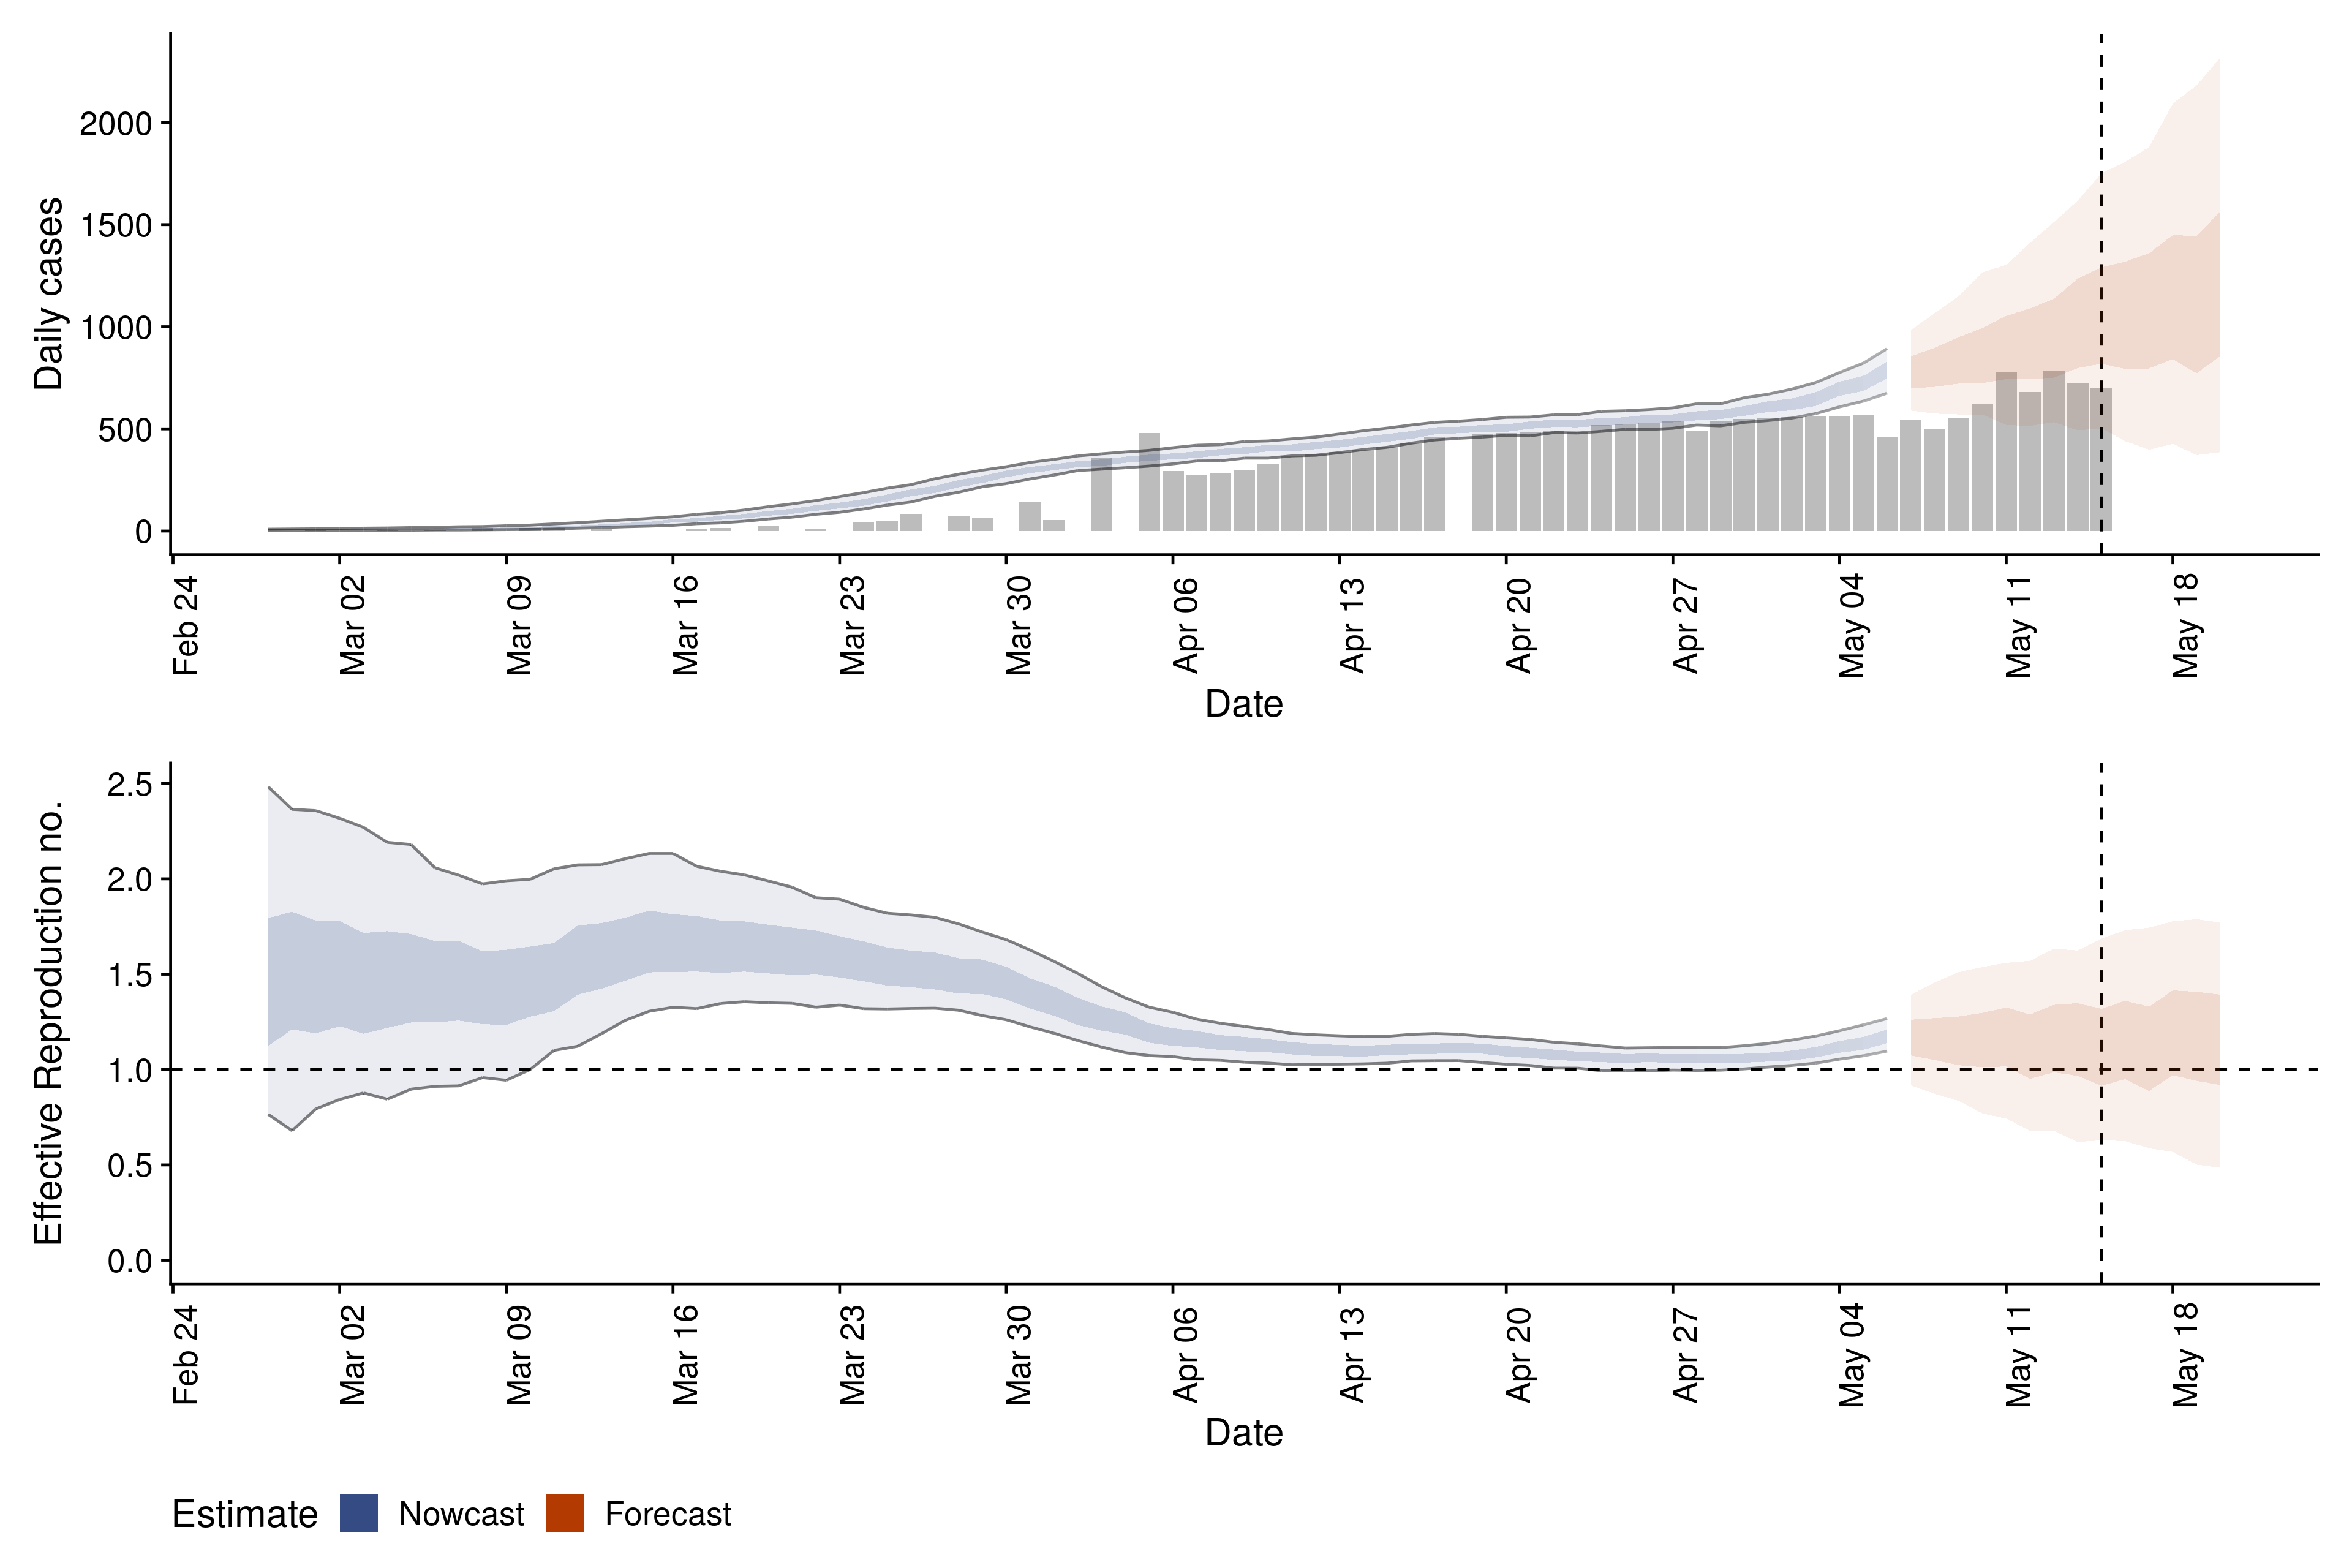 Daily cases
2000
1500
1000
500
0
Feb 24
Mar 02
Mar 09
Mar 16
Mar 23
Mar 30
Apr 06
Apr 13
Apr 20
Apr 27
May 04
May 11
May 18
Date
Effective Reproduction no.
2.5
2.0
1.5
1.0
0.5
0.0
Feb 24
Mar 02
Mar 09
Mar 16
Mar 23
Mar 30
Apr 06
Apr 13
Apr 20
Apr 27
May 04
May 11
May 18
Date
Estimate Nowcast Forecast